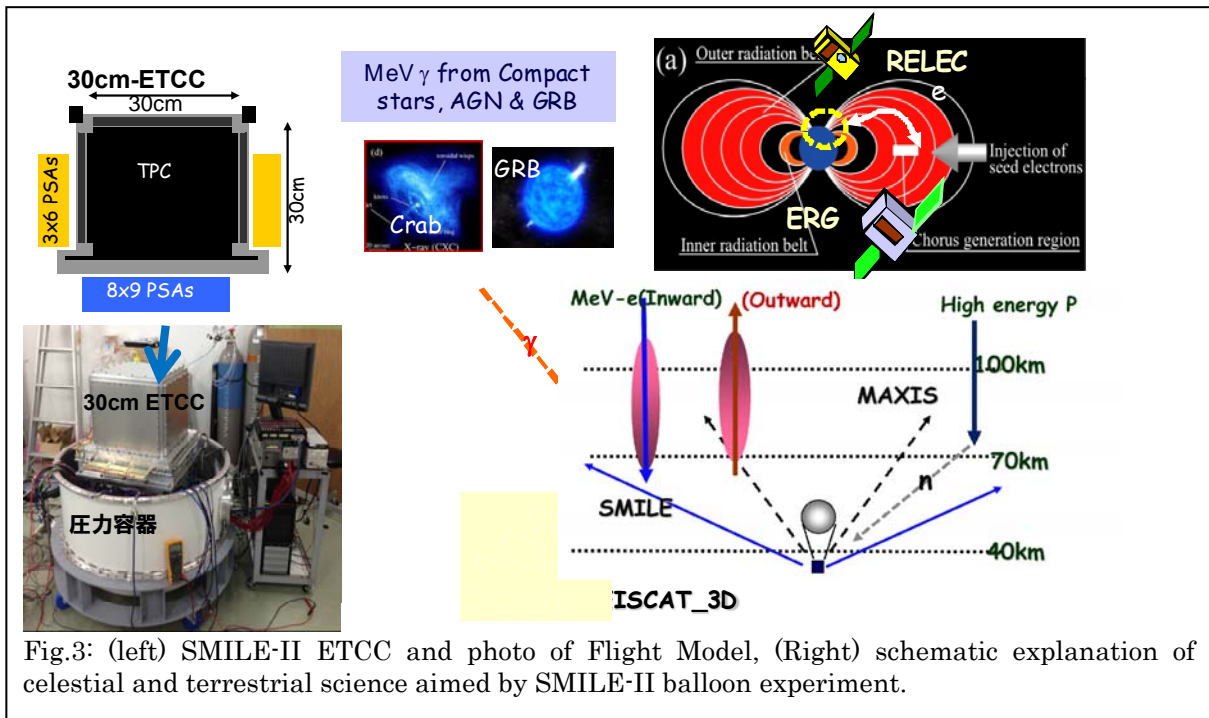 30cm-ETCC
30cm
TPC
30cm
3x6 PSAs
8x9 PSAs
30cm ETCC
圧力容器
MeV γ from Compact
stars, AGN & GRB
(d)
Crab
X-ray (CXC)
GRB
(a)
Outer radiation be
RELEC
e
Injection of
seed electrons
ERG
Inner radiation belt
Chorus generation region
γ
MeV-e(Inward)
(Outward)
High energy P
100km
MAXIS
70km
n
SMILE
40km
EISCAT_3D
Fig.3: (left) SMILE-II ETCC and photo of Flight Model, (Right) schematic explanation of
celestial and terrestrial science aimed by SMILE-II balloon experiment.